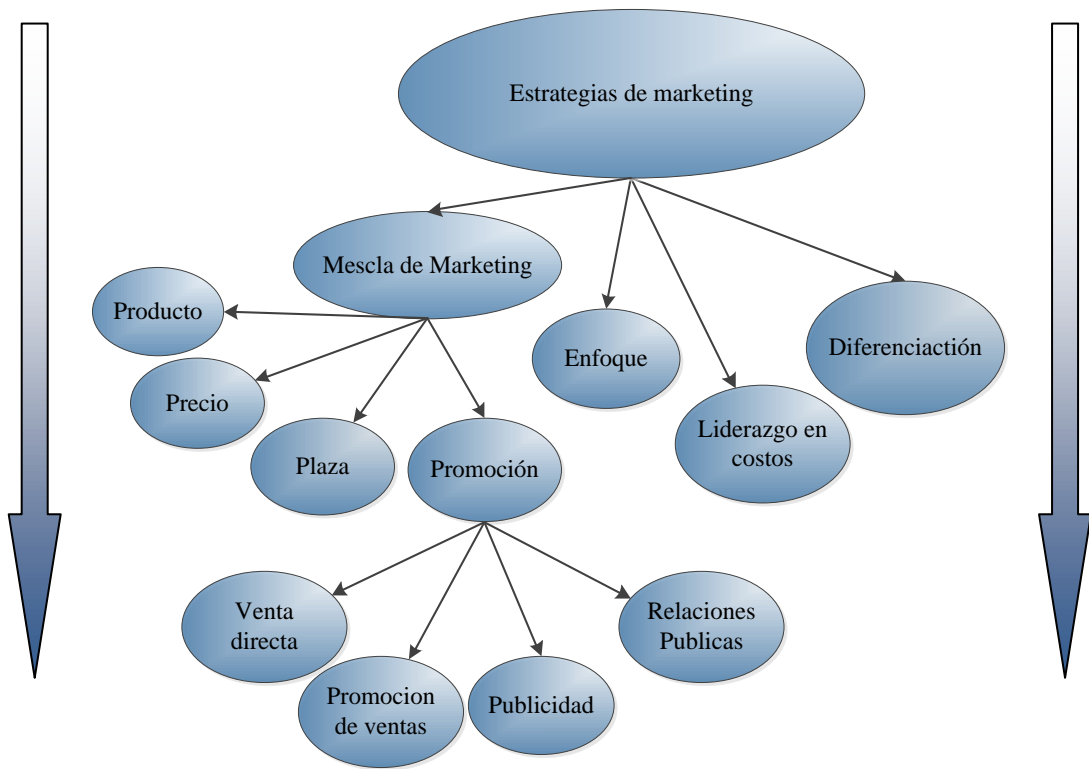 Estrategias de marketing
Mescla de Marketing
Producto
Precio
Plaza
Promoción
Enfoque
Liderazgo en
costos
Diferenciactión
Venta
directa
Promocion
de ventas
Publicidad
Relaciones
Publicas